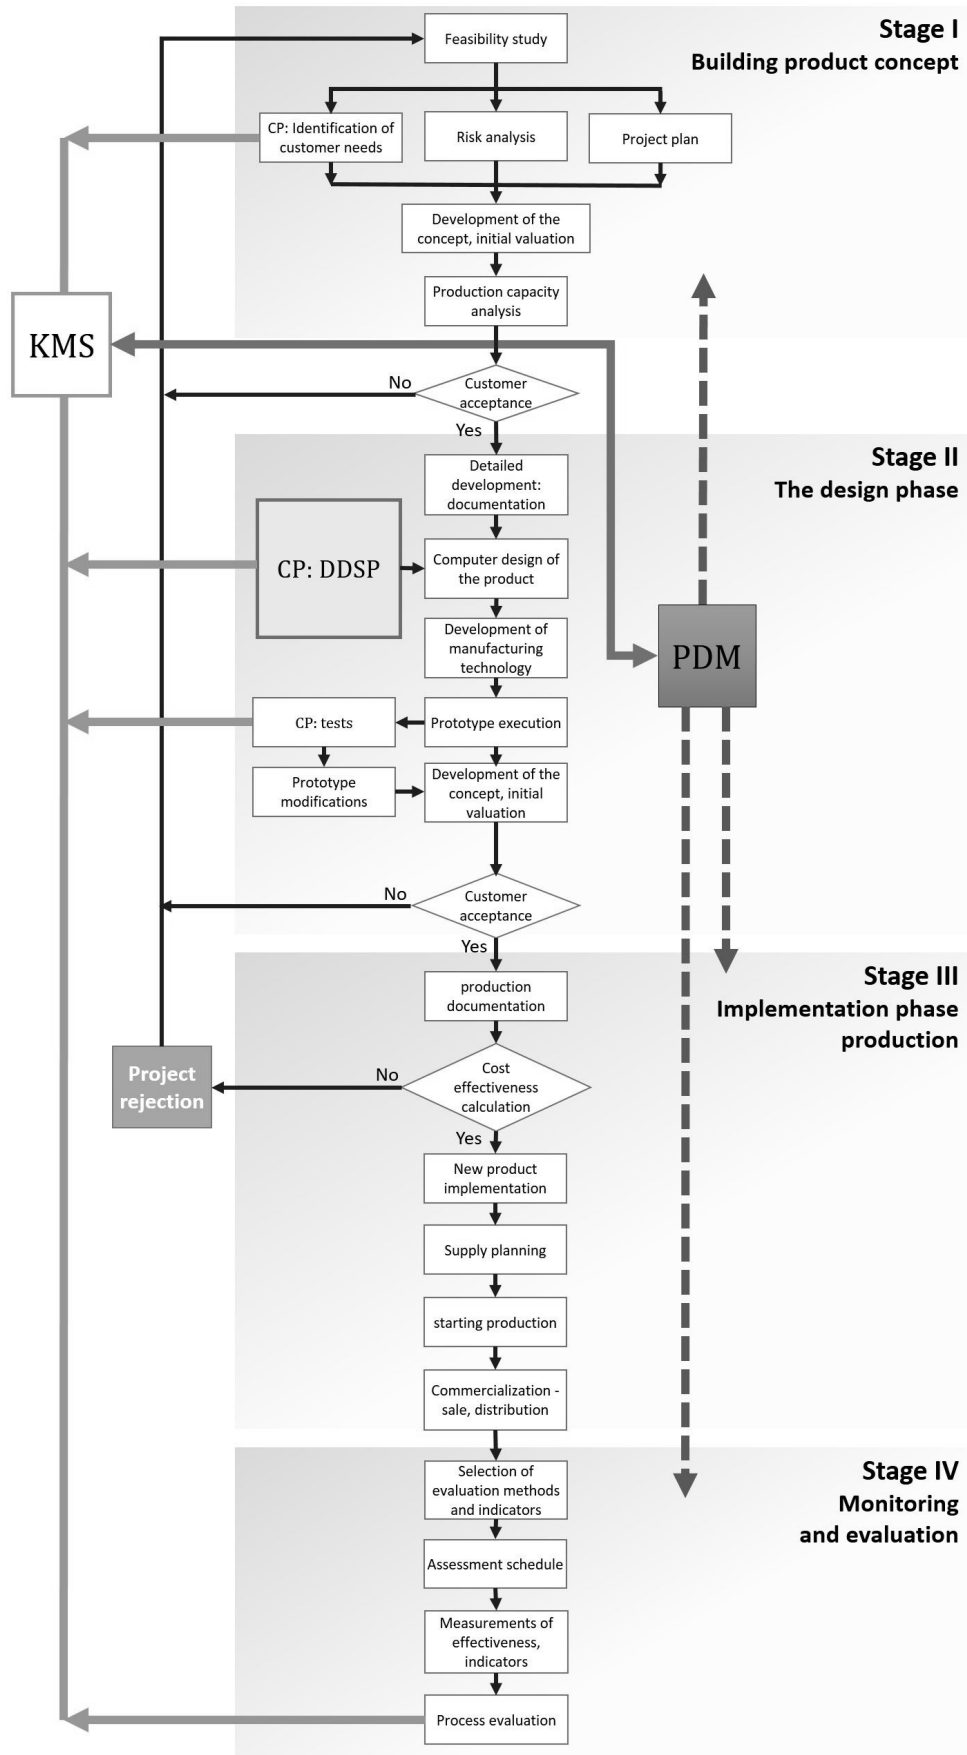 Stage I
Building product concept
Feasibility study
CP: Identification of
customer needs
Risk analysis
Project plan
Development of the
concept, initial valuation
Production capacity
analysis
KMS
No
Customer
acceptance
Yes
Stage II
The design phase
Detailed
development:
documentation
CP: DDSP
Computer design of
the product
Development of
manufacturing
technology
PDM
CP: tests
Prototype execution
Prototype
modifications
Development of the
concept, initial
valuation
No
Customer
acceptance
Yes
Stage III
Implementation phase
production
production
documentation
Project
rejection
No
Cost
effectiveness
calculation
Yes
New product
implementation
Supply planning
starting production
Commercialization -
sale, distribution
Stage IV
Monitoring
and evaluation
Selection of
evaluation methods
and indicators
Assessment schedule
Measurements of
effectiveness,
indicators
Process evaluation